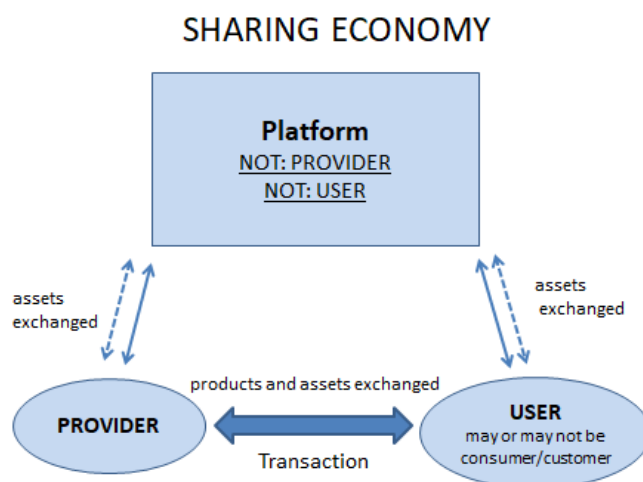 SHARING ECONOMY
Platform
NOT: PROVIDER
NOT: USER
assets
exchanged
assets
exchanged
products and assets exchanged
PROVIDER
Transaction
USER
may or may not be
consumer/customer